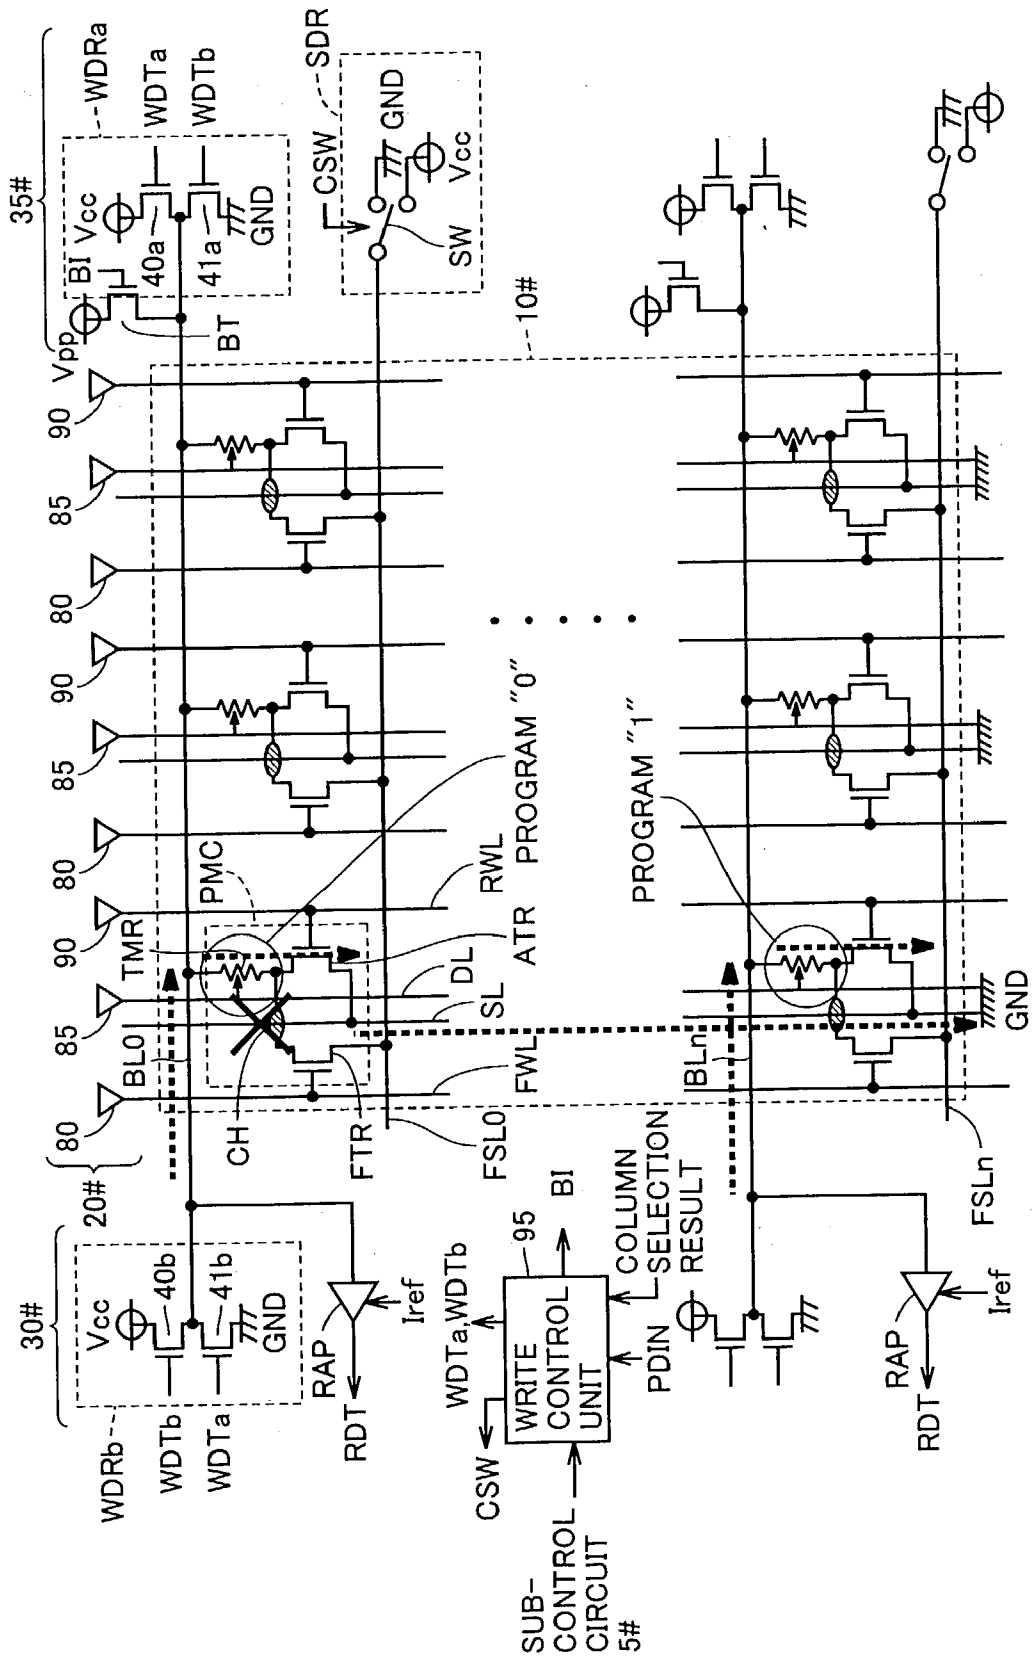 35#
WDRa
WDTa
WDTb
Vcc
40a
41a
GND
BI
BT
Vpp
SDR
CSW
GND
Vcc
SW
10#
90
85
80
90
85
80
90
85
80
20#
PMC
TMR
BL0
CH
FTR
RWL
DL
ATR
SL
FWL
FSL0
PROGRAM "0"
PROGRAM "1"
BLn
GND
FSLn
30#
Vcc
40b
41b
GND
WDRb
WDTb
WDTa
RAP
Iref
RDT
WDTa,WDTb
95
BI
CSW
WRITE
CONTROL
UNIT
COLUMN
SELECTION
RESULT
PDIN
SUB-
CONTROL
CIRCUIT
5#
RAP
Iref
RDT